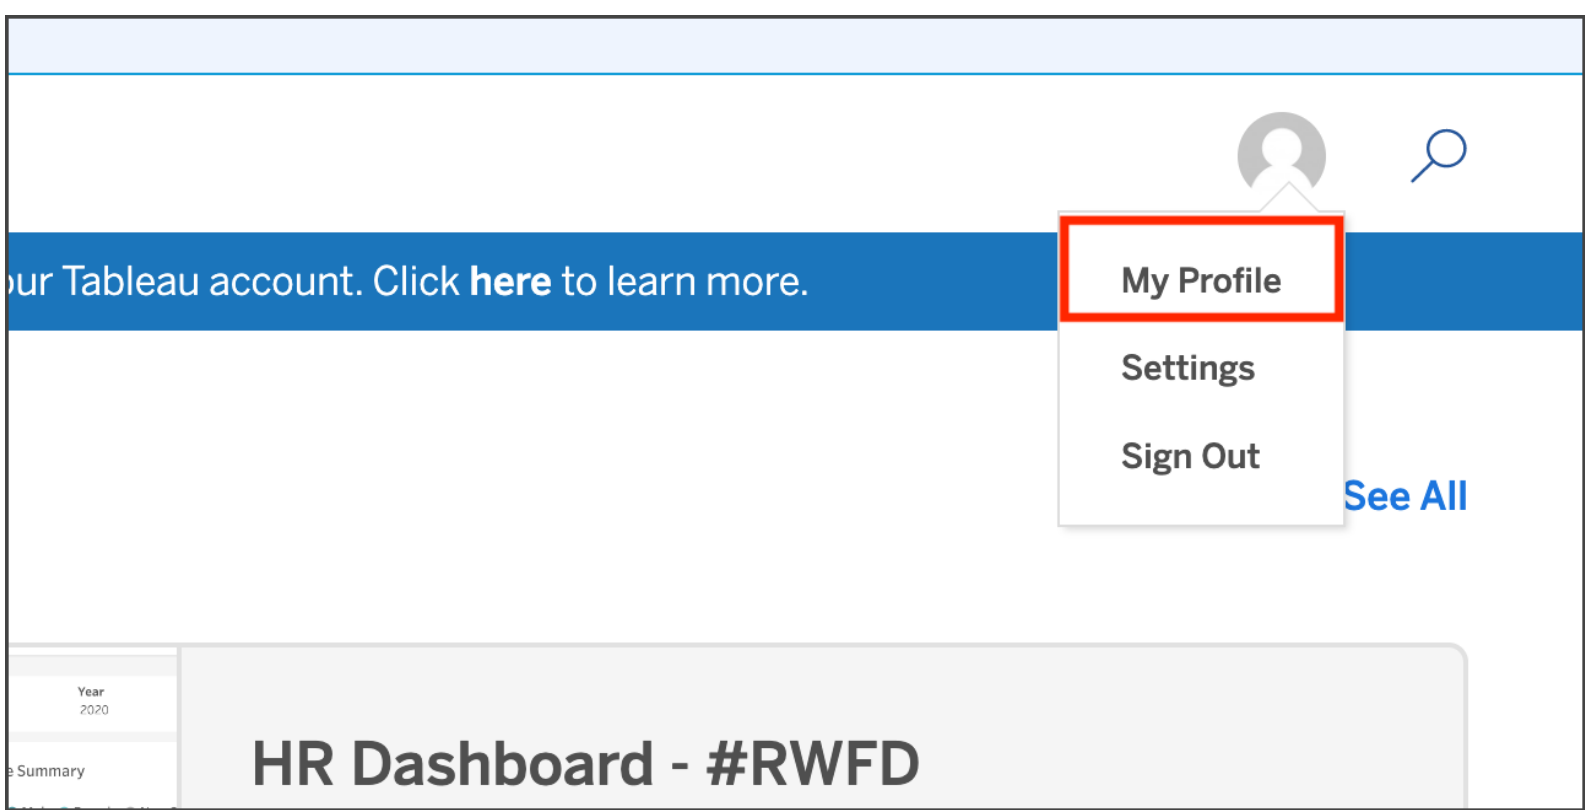 ur Tableau account. Click here to learn more.
My Profile
Settings
Sign Out
See All
Year
2020
e Summary
HR Dashboard - #RWFD